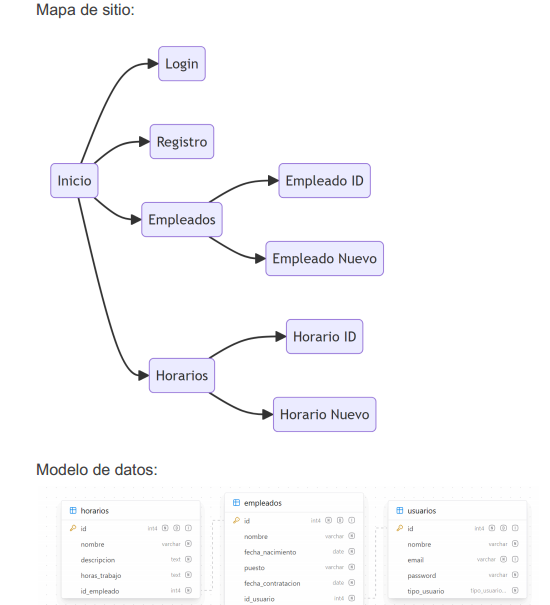 Mapa de sitio:
Login
Registro
Inicio
Empleado ID
Empleados
Empleado Nuevo
Horario ID
Horarios
Horario Nuevo
Modelo de datos:
horarios
id int4
nombre varchar
descripcion text
horas_trabajo text
id_empleado int4
empleados
id int4
nombre varchar
fecha_nacimiento date
puesto varchar
fecha_contratacion date
id_usuario int4
usuarios
id int4
nombre varchar
email varchar
password varchar
tipo_usuario tipo_usuario...